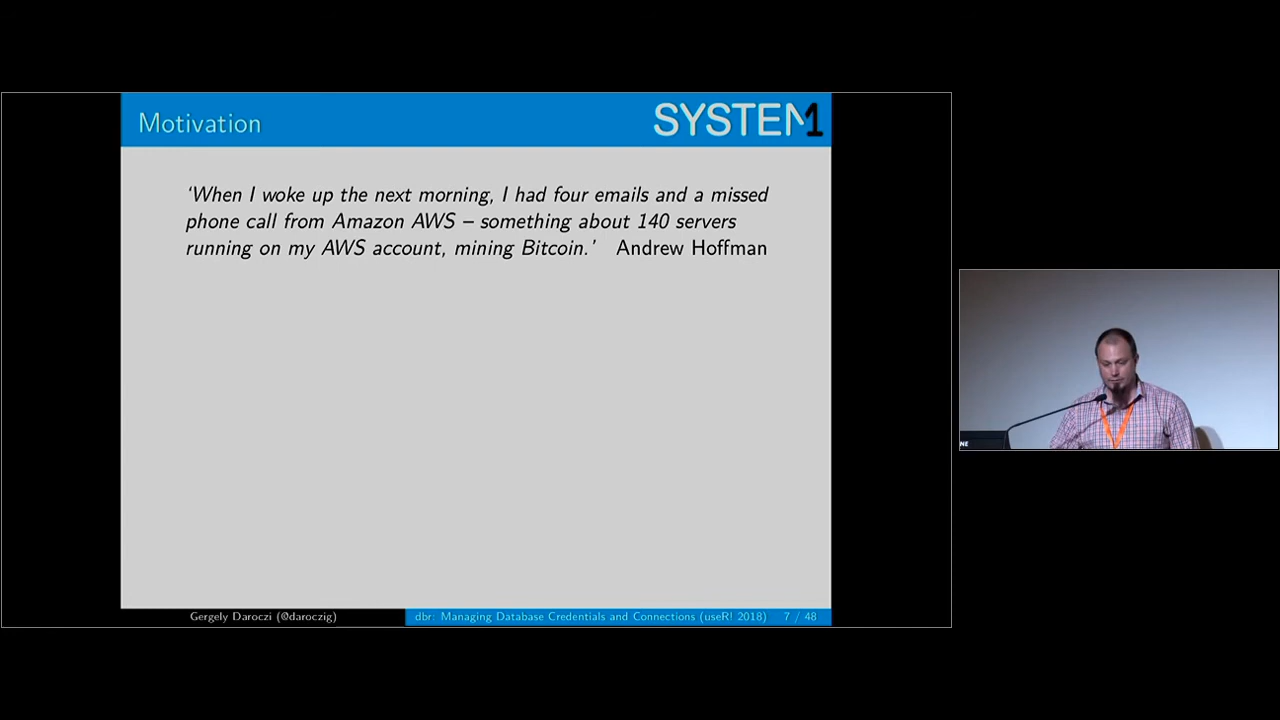 Motivation
SYSTEM1
‘When I woke up the next morning, I had four emails and a missed
phone call from Amazon AWS – something about 140 servers
running on my AWS account, mining Bitcoin.’ Andrew Hoffman
NE
Gergely Daroczi (@daroczig)
dbr: Managing Database Credentials and Connections (useR! 2018) 7 / 48